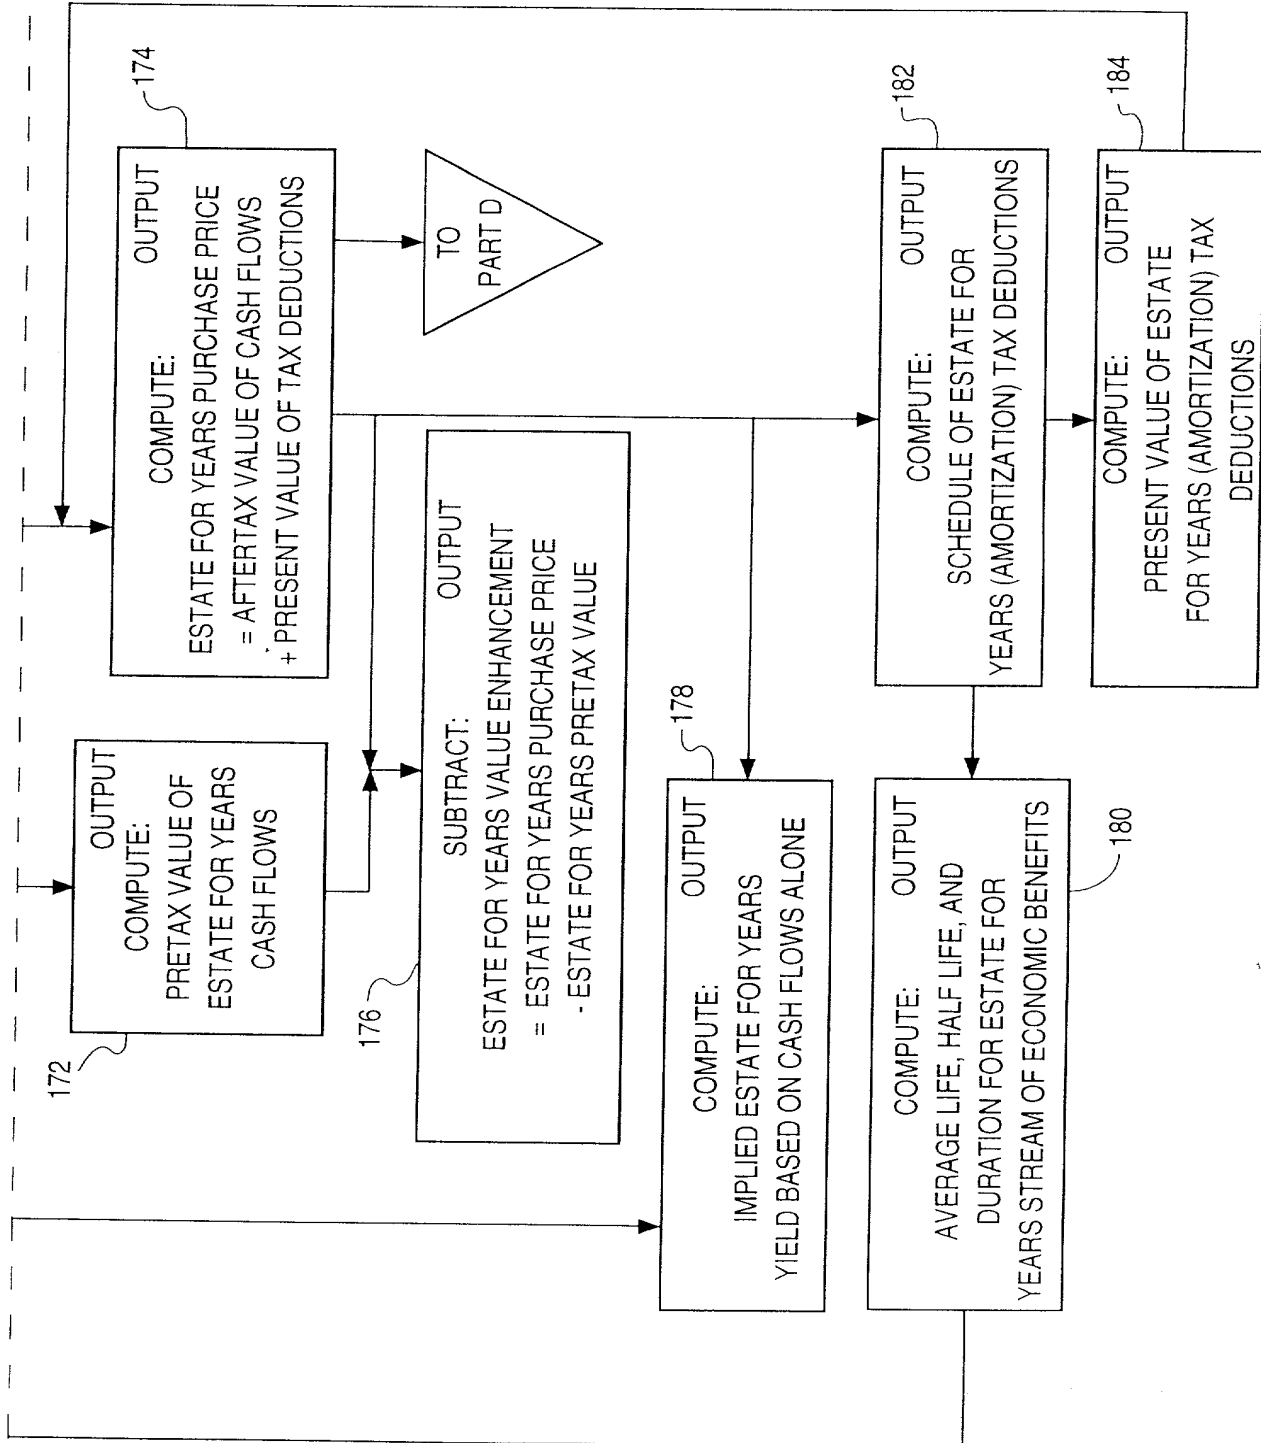 172
COMPUTE: OUTPUT
PRETAX VALUE OF
ESTATE FOR YEARS
CASH FLOWS
174
COMPUTE: OUTPUT
ESTATE FOR YEARS PURCHASE PRICE
= AFTERTAX VALUE OF CASH FLOWS
+ PRESENT VALUE OF TAX DEDUCTIONS
TO
PART D
176
SUBTRACT: OUTPUT
ESTATE FOR YEARS VALUE ENHANCEMENT
= ESTATE FOR YEARS PURCHASE PRICE
- ESTATE FOR YEARS PRETAX VALUE
178
COMPUTE: OUTPUT
IMPLIED ESTATE FOR YEARS
YIELD BASED ON CASH FLOWS ALONE
180
COMPUTE: OUTPUT
AVERAGE LIFE, HALF LIFE, AND
DURATION FOR ESTATE FOR
YEARS STREAM OF ECONOMIC BENEFITS
182
COMPUTE: OUTPUT
SCHEDULE OF ESTATE FOR
YEARS (AMORTIZATION) TAX DEDUCTIONS
184
COMPUTE: OUTPUT
PRESENT VALUE OF ESTATE
FOR YEARS (AMORTIZATION) TAX
DEDUCTIONS